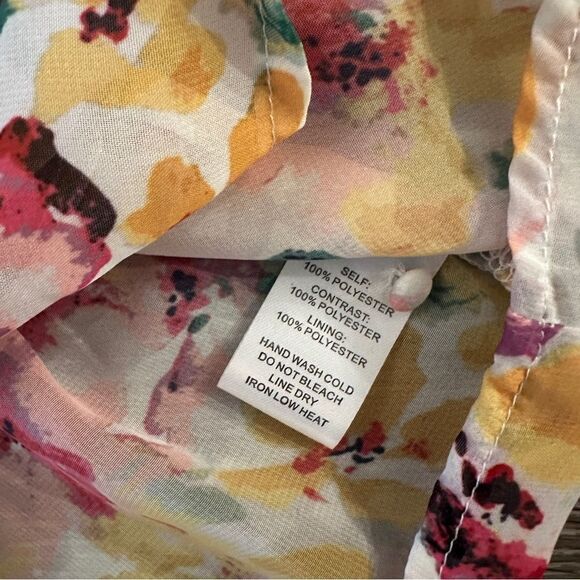 SELF:
100% POLYESTER
CONTRAST:
100% POLYESTER
LINING:
100% POLYESTER
HAND WASH COLD
DO NOT BLEACH
LINE DRY
IRON LOW HEAT